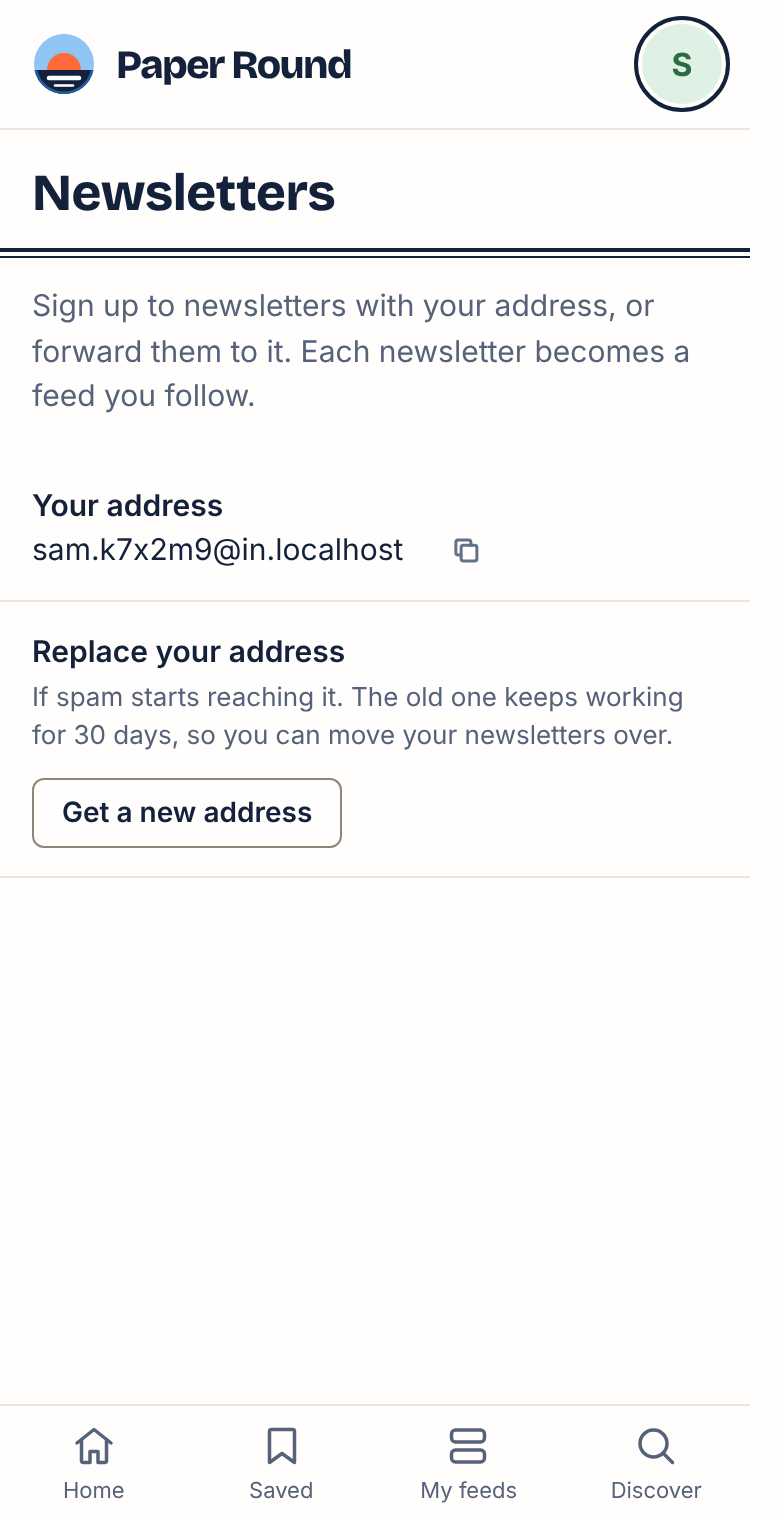 Paper Round
S
Newsletters
Sign up to newsletters with your address, or
forward them to it. Each newsletter becomes a
feed you follow.
Your address
sam.k7x2m9@in.localhost
Replace your address
If spam starts reaching it. The old one keeps working
for 30 days, so you can move your newsletters over.
Get a new address
Home
Saved
My feeds
Discover